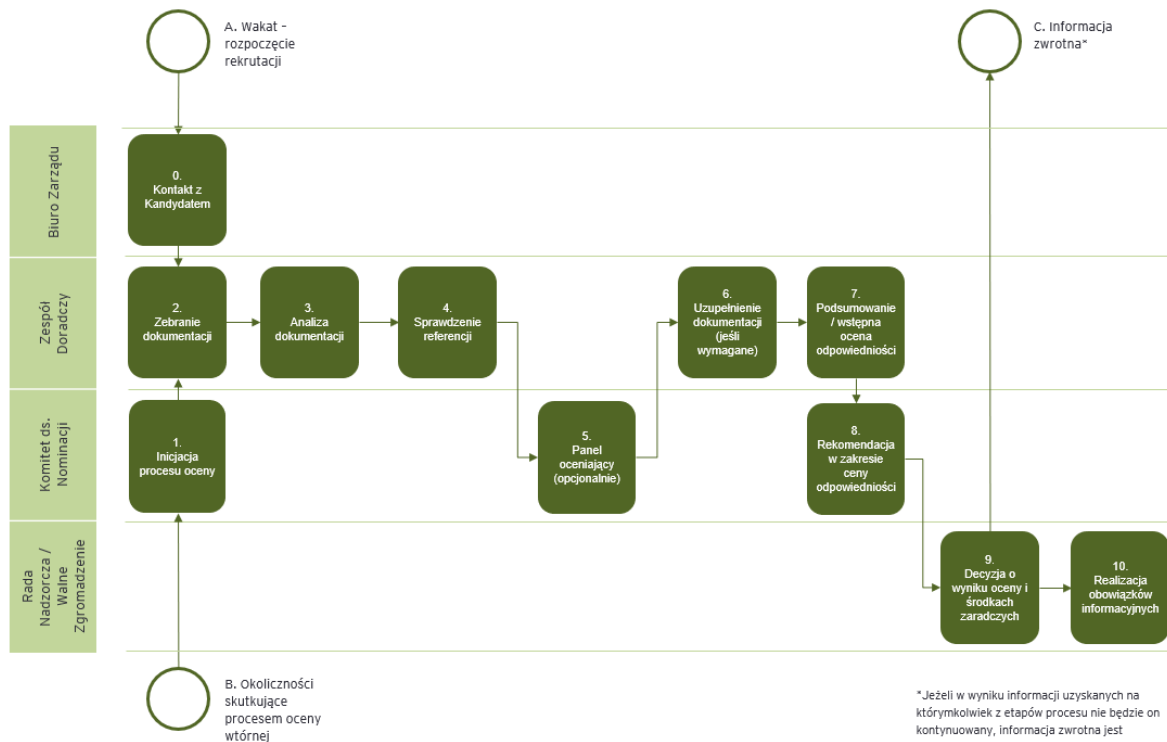 A. Wakat –
rozpoczęcie
rekrutacji
C. Informacja
zwrotna*
Biuro Zarządu
0.
Kontakt z
Kandydatem
Zespół
Doradczy
2.
Zebranie
dokumentacji
3.
Analiza
dokumentacji
4.
Sprawdzenie
referencji
6.
Uzupełnienie
dokumentacji
(jeśli
wymagane)
7.
Podsumowanie
/ wstępna
ocena
odpowiedniości
Komitet ds.
Nominacji
1.
Inicjacja
procesu oceny
5.
Panel
oceniający
(opcjonalnie)
8.
Rekomendacja
w zakresie
ceny
odpowiedniości
Rada
Nadzorcza /
Walne
Zgromadzenie
9.
Decyzja o
wyniku oceny i
środkach
zaradczych
10.
Realizacja
obowiązków
informacyjnych
B. Okoliczności
skutkujące
procesem oceny
wtórnej
*Jeżeli w wyniku informacji uzyskanych na
którymkolwiek z etapów procesu nie będzie on
kontynuowany, informacja zwrotna jest